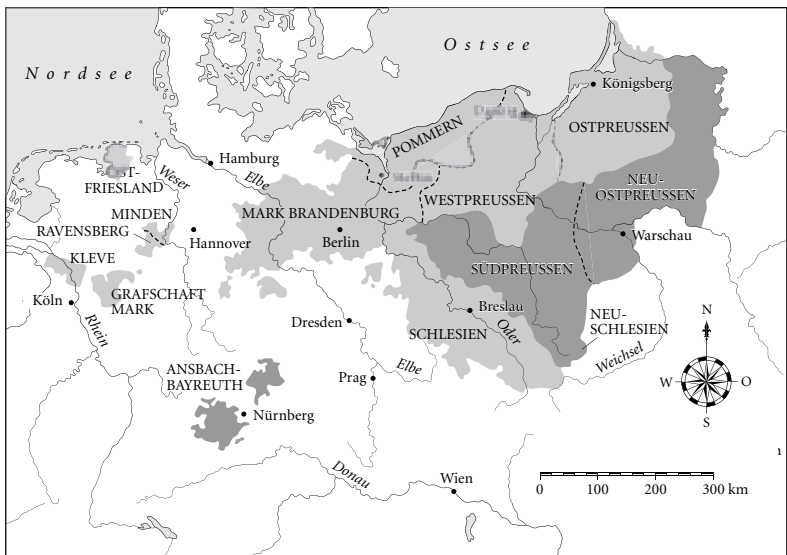 Nordsee
Ostsee
Königsberg
POMMERN
OSTPREUSSEN
Hamburg
Weser
Elbe
FRIESLAND
NEU-
OSTPREUSSEN
MINDEN
WESTPREUSSEN
MARK BRANDENBURG
RAVENSBERG
Hannover
Berlin
Warschau
KLEVE
SÜDPREUSSEN
Köln
GRAFSCHAFT
MARK
Breslau
NEU-
SCHLESIEN
N
Rhein
Dresden
SCHLESIEN
Oder
Weichsel
ANSBACH-
BAYREUTH
Prag
Elbe
W
O
Nürnberg
S
Donau
Wien
0 100 200 300 km